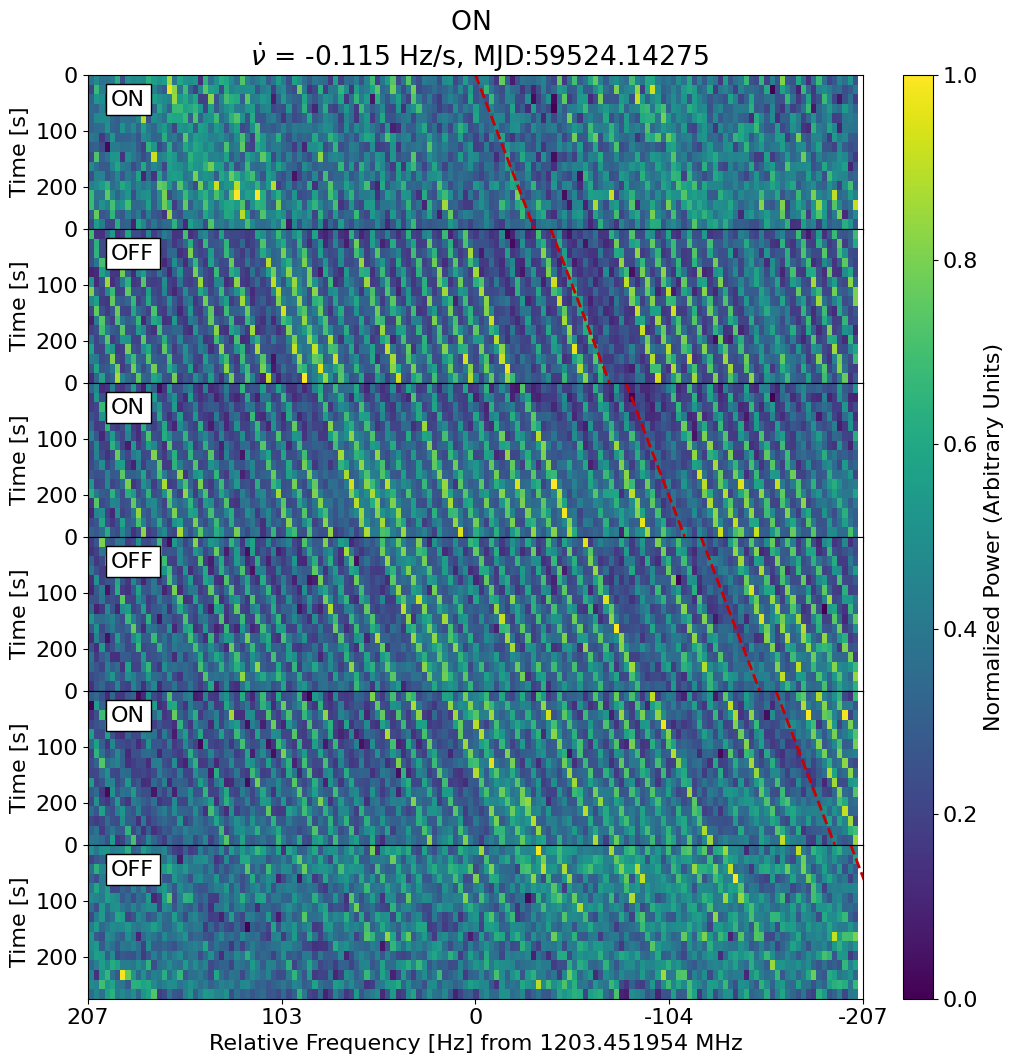 ON
ν̇ = -0.115 Hz/s, MJD:59524.14275
0
100
200
Time [s]
ON
0
100
200
Time [s]
OFF
0
100
200
Time [s]
ON
0
100
200
Time [s]
OFF
0
100
200
Time [s]
ON
0
100
200
Time [s]
OFF
207
103
0
-104
-207
Relative Frequency [Hz] from 1203.451954 MHz
1.0
0.8
0.6
0.4
0.2
0.0
Normalized Power (Arbitrary Units)